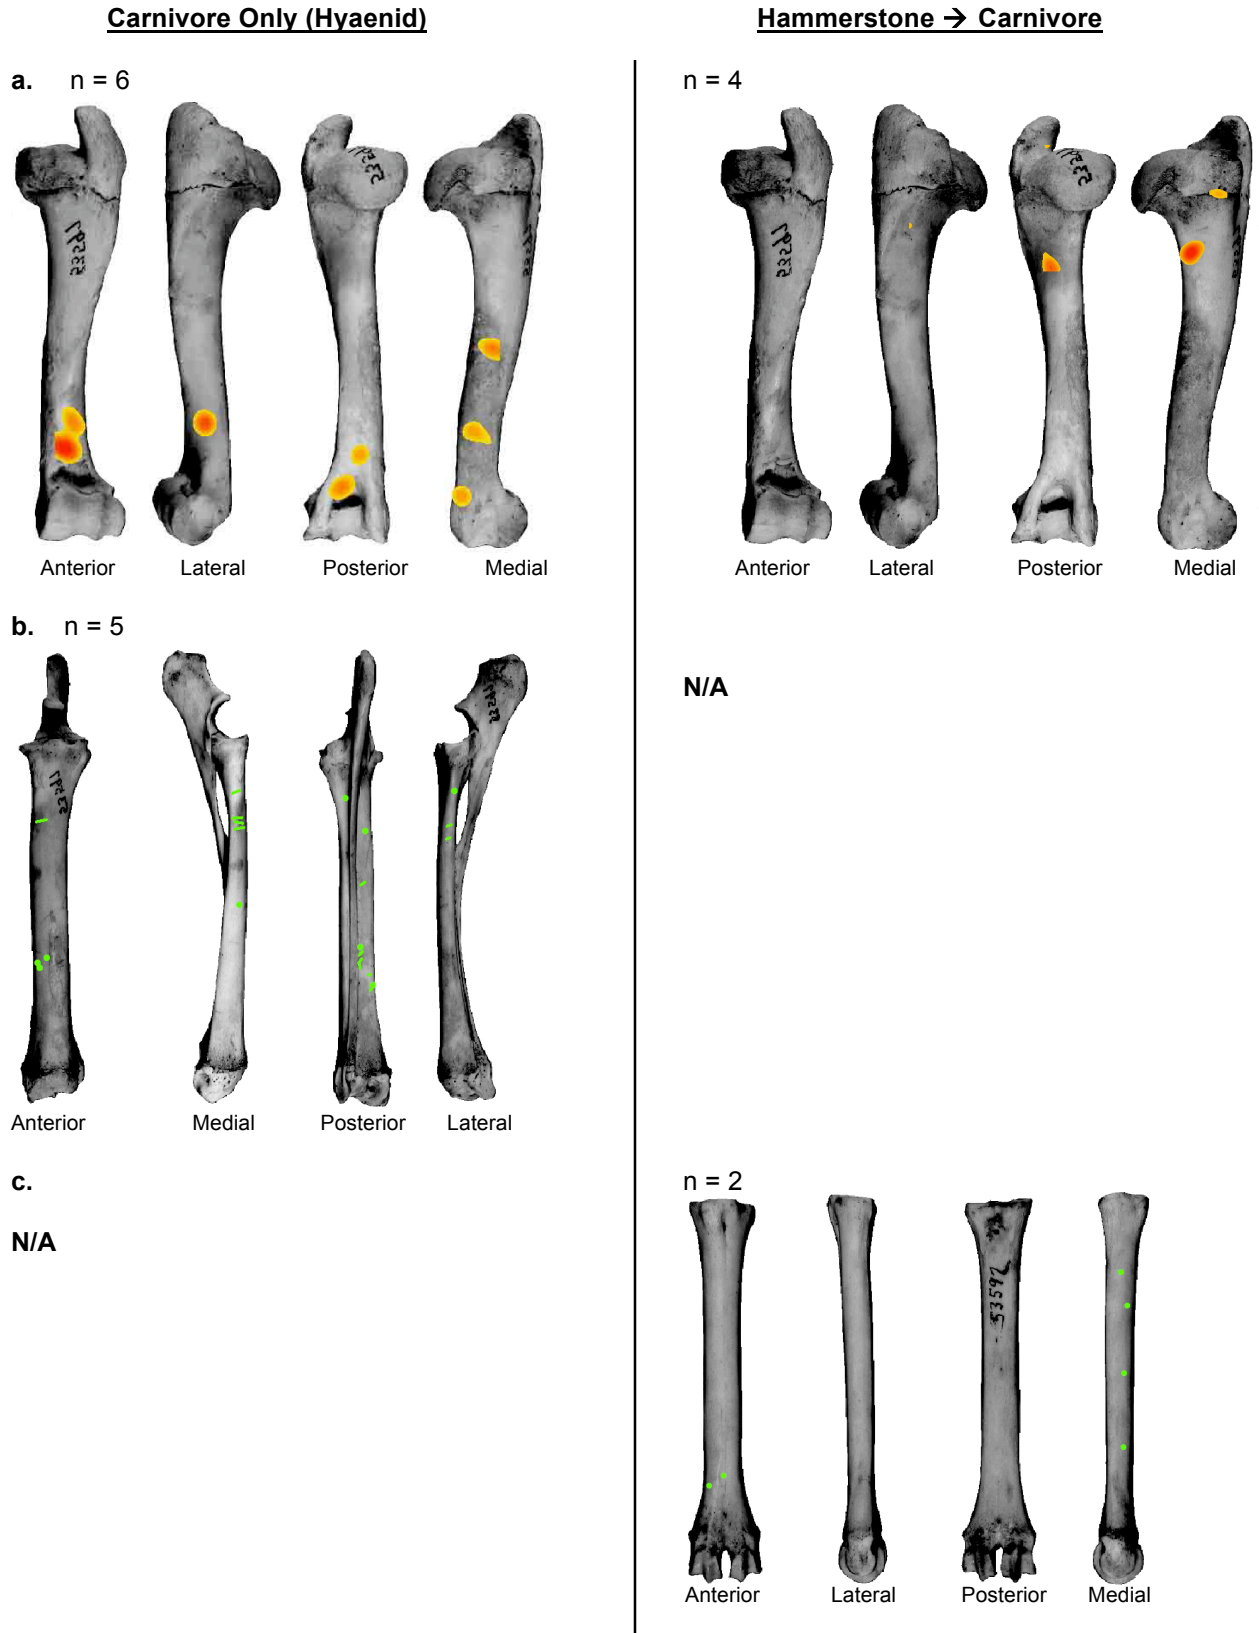 Carnivore Only (Hyaenid)
Hammerstone → Carnivore
a. n = 6
n = 4
Anterior Lateral Posterior Medial
Anterior Lateral Posterior Medial
b. n = 5
N/A
Anterior Medial Posterior Lateral
c.
N/A
n = 2
53592
Anterior Lateral Posterior Medial